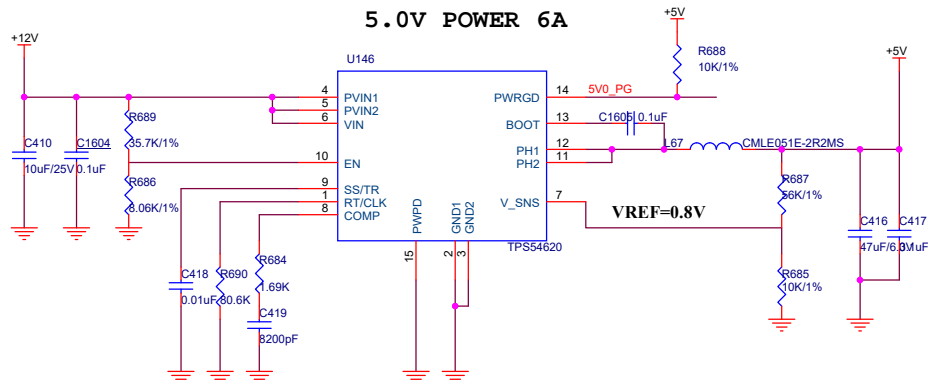 5.0V POWER 6A
+12V
+5V
+5V
U146
R688
10K/1%
4
PVIN1
PWRGD
14
5V0_PG
5
PVIN2
6
VIN
BOOT
13
C1605
0.1uF
C410
10uF/25V
C1604
0.1uF
R689
35.7K/1%
PH1
12
PH2
11
L67
CMLE051E-2R2MS
10
EN
R686
8.06K/1%
9
SS/TR
1
RT/CLK
8
COMP
V_SNS
7
VREF=0.8V
R687
56K/1%
PWPD
GND1
GND2
15
2
3
TPS54620
C416
47uF/6.3V
C417
0.1uF
C418
0.01uF
R690
80.6K
R684
1.69K
C419
8200pF
R685
10K/1%